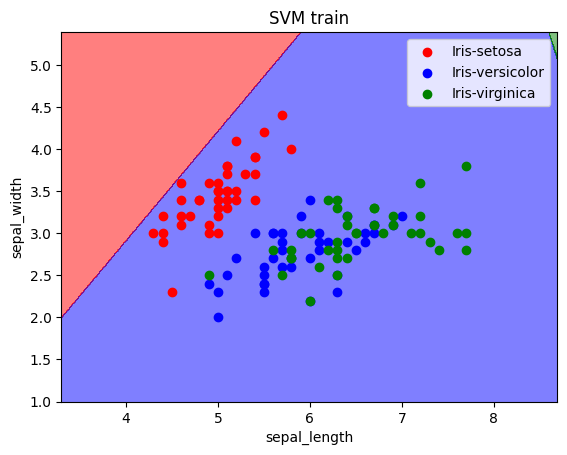 SVM train
Iris-setosa
Iris-versicolor
Iris-virginica
5.0
4.5
4.0
3.5
3.0
2.5
2.0
1.5
1.0
sepal_width
4 5 6 7 8
sepal_length